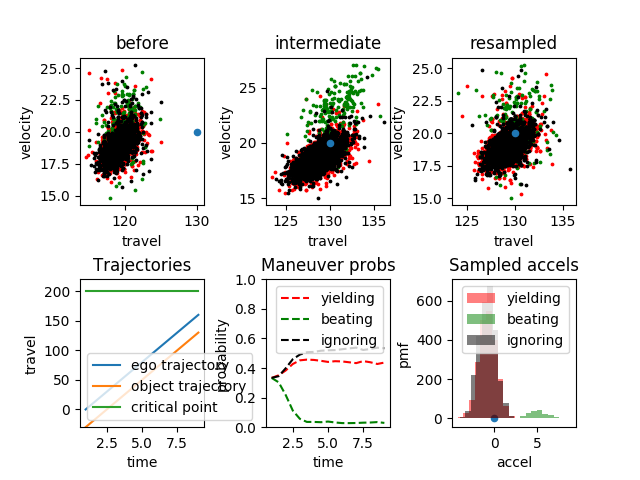 before
intermediate
resampled
velocity
25.0
22.5
20.0
17.5
15.0
120
130
travel
velocity
25
20
15
125
130
135
travel
velocity
25.0
22.5
20.0
17.5
15.0
125
130
135
travel
Trajectories
Maneuver probs
Sampled accels
travel
200
150
100
50
0
ego trajectory
object trajectory
critical point
2.5
5.0
7.5
time
probability
1.0
0.8
0.6
0.4
0.2
0.0
yielding
beating
ignoring
2.5
5.0
7.5
time
pmf
600
400
200
0
yielding
beating
ignoring
0
5
accel